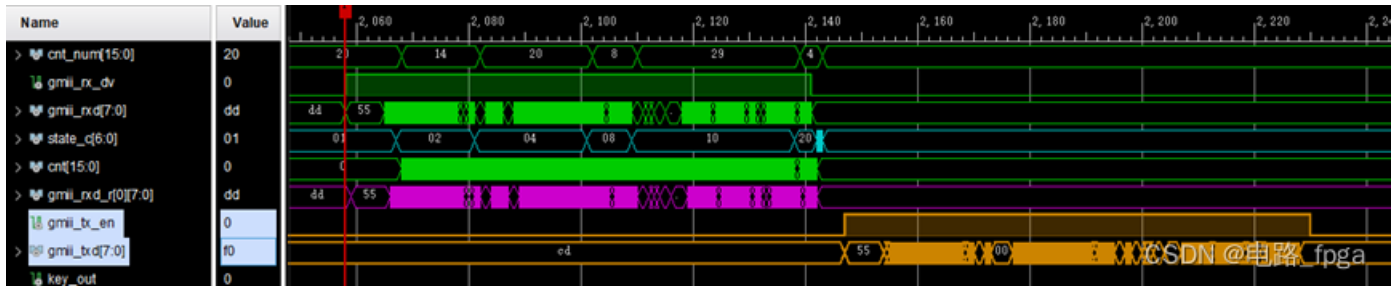 Name Value 2,060 2,080 2,100 2,120 2,140 2,160 2,180 2,200 2,220
cnt_num[15:0] 20 20 14 20 8 29 4
gmii_rx_dv 0
gmii_rxd[7:0] dd dd 55
state_c[6:0] 01 01 02 04 08 10 20
cnt[15:0] 0 0
gmii_rxd_r[0][7:0] dd dd 55
gmii_tx_en 0
gmii_txd[7:0] f0 cd 55 00
CSDN @电路_fpga
key_out 0